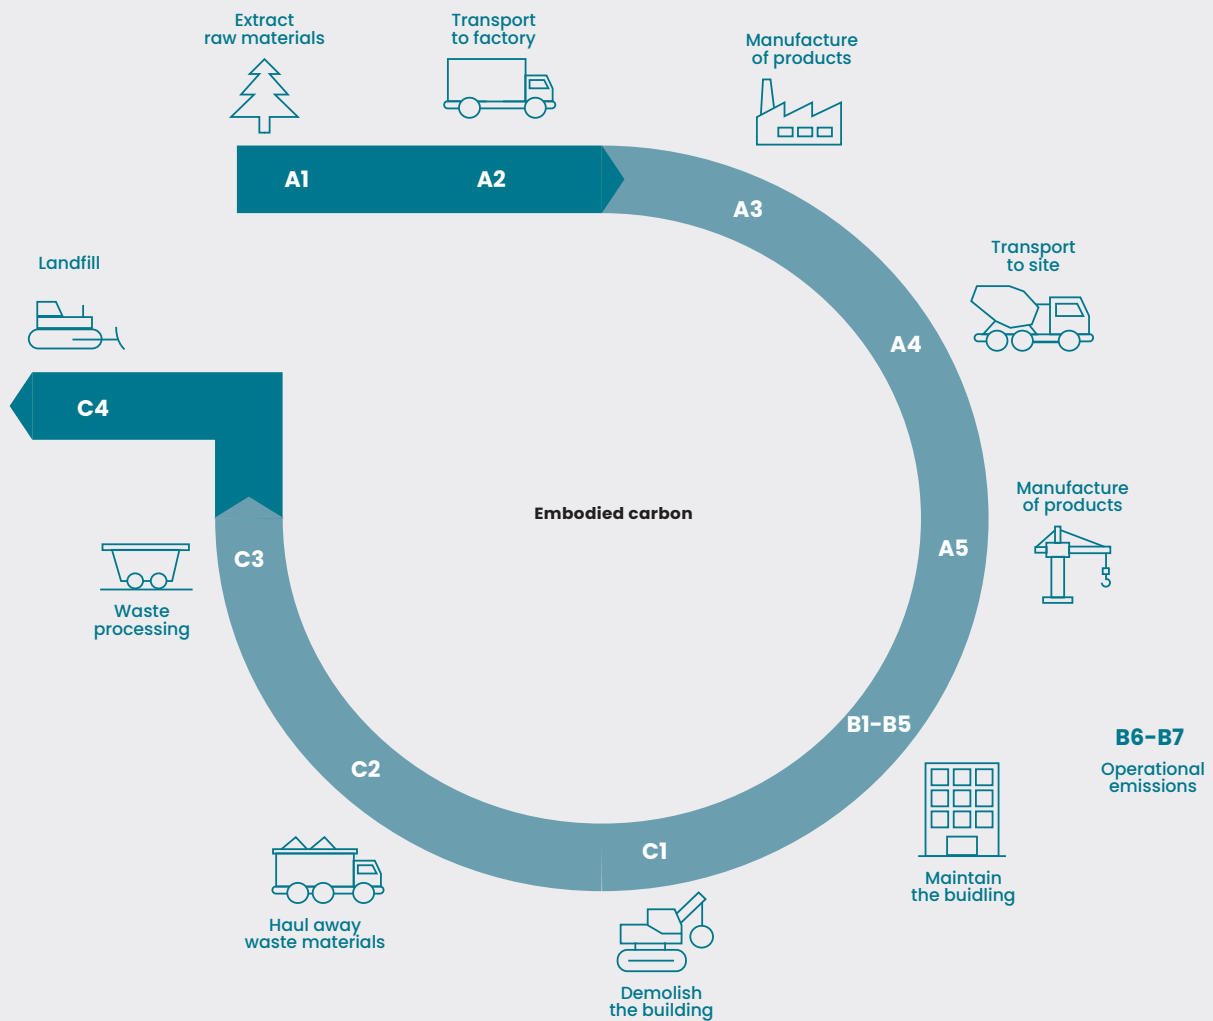 Extract
raw materials
Transport
to factory
Manufacture
of products
A1
A2
A3
Transport
to site
A4
Manufacture
of products
A5
Embodied carbon
B1-B5
B6-B7
Operational
emissions
Maintain
the buidling
C1
Demolish
the building
C2
Haul away
waste materials
C3
Waste
processing
C4
Landfill